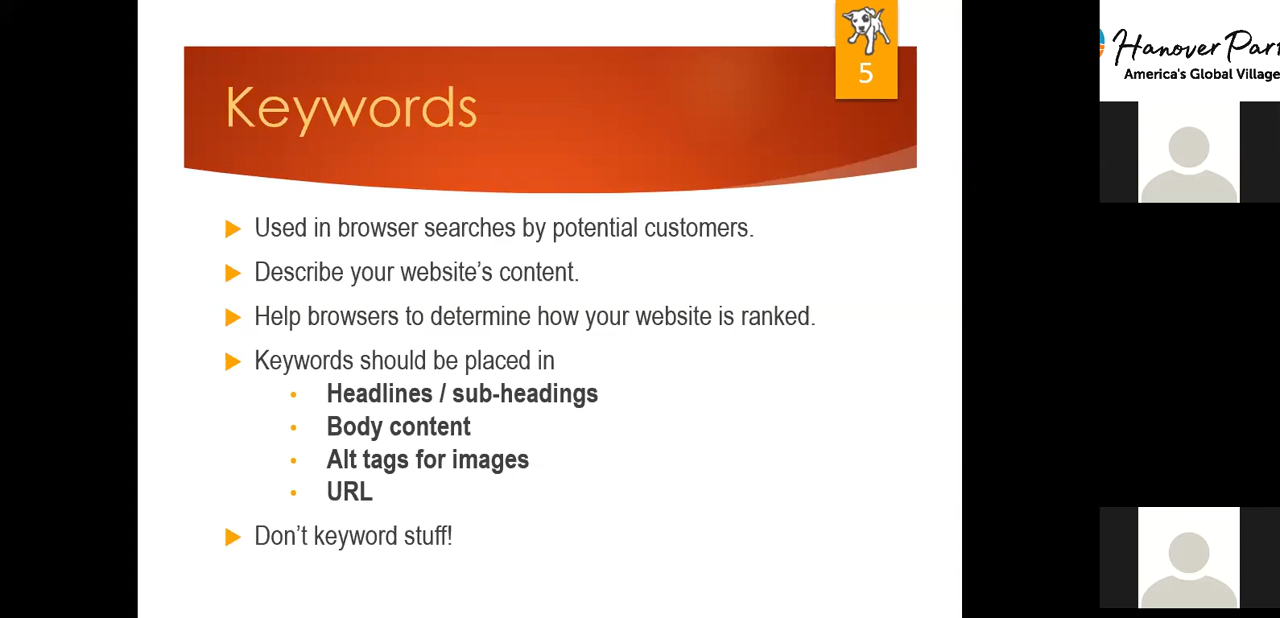 5
Keywords
Used in browser searches by potential customers.
Describe your website’s content.
Help browsers to determine how your website is ranked.
Keywords should be placed in
Headlines / sub-headings
Body content
Alt tags for images
URL
Don’t keyword stuff!
Hanover Par
America's Global Village